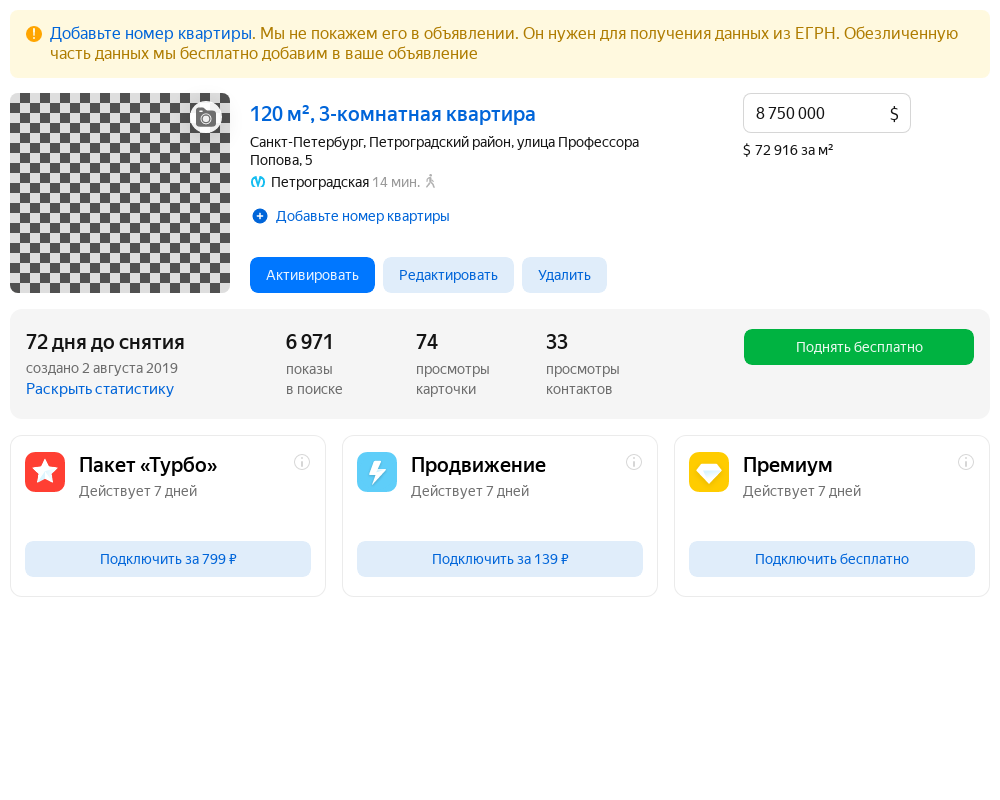 Добавьте номер квартиры. Мы не покажем его в объявлении. Он нужен для получения данных из ЕГРН. Обезличенную
часть данных мы бесплатно добавим в ваше объявление
120 м², 3-комнатная квартира
8 750 000 $
Санкт-Петербург, Петроградский район, улица Профессора
Попова, 5
$ 72 916 за м²
Петроградская 14 мин.
Добавьте номер квартиры
Активировать Редактировать Удалить
72 дня до снятия
создано 2 августа 2019
Раскрыть статистику
6 971
показы
в поиске
74
просмотры
карточки
33
просмотры
контактов
Поднять бесплатно
Пакет «Турбо»
Действует 7 дней
Подключить за 799 ₽
Продвижение
Действует 7 дней
Подключить за 139 ₽
Премиум
Действует 7 дней
Подключить бесплатно